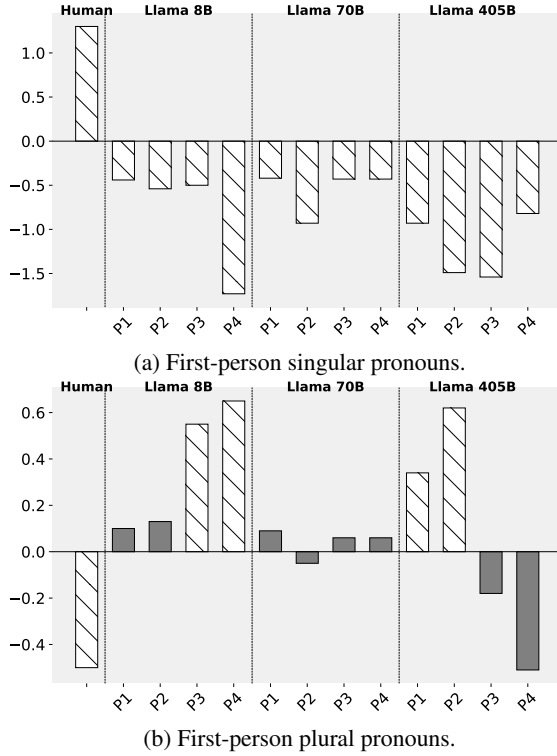 Human Llama 8B Llama 70B Llama 405B
1.0
0.5
0.0
−0.5
−1.0
−1.5
P1 P2 P3 P4 P1 P2 P3 P4 P1 P2 P3 P4
(a) First-person singular pronouns.
Human Llama 8B Llama 70B Llama 405B
0.6
0.4
0.2
0.0
−0.2
−0.4
P1 P2 P3 P4 P1 P2 P3 P4 P1 P2 P3 P4
(b) First-person plural pronouns.